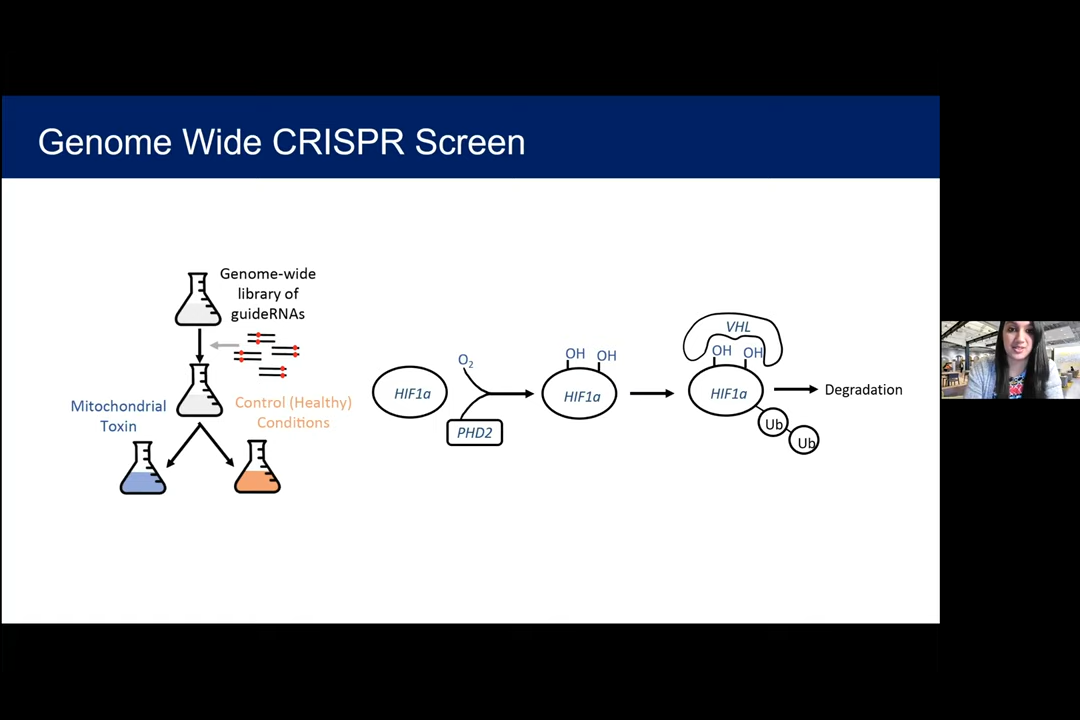 Genome Wide CRISPR Screen
Genome-wide
library of
guideRNAs
Mitochondrial
Toxin
Control (Healthy)
Conditions
HIF1a
O2
PHD2
OH OH
HIF1a
VHL
OH OH
HIF1a
Ub
Ub
Degradation